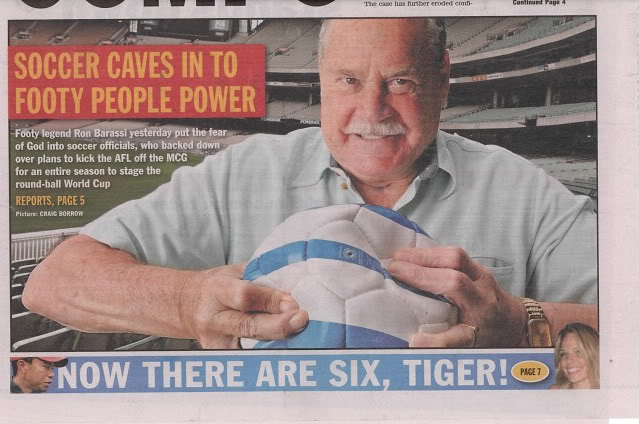 The case has further eroded confi-
Continued Page 4
SOCCER CAVES IN TO
FOOTY PEOPLE POWER
Footy legend Ron Barassi yesterday put the fear
of God into soccer officials, who backed down
over plans to kick the AFL off the MCG
for an entire season to stage the
round-ball World Cup
REPORTS, PAGE 5
Picture: CRAIG BORROW
NOW THERE ARE SIX, TIGER!
PAGE 7